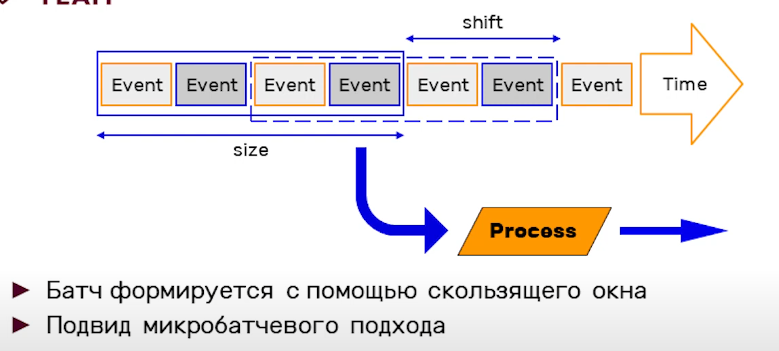 shift
Event Event Event Event Event Event Event Time
size
Process
Батч формируется с помощью скользящего окна
Подвид микробатчевого подхода